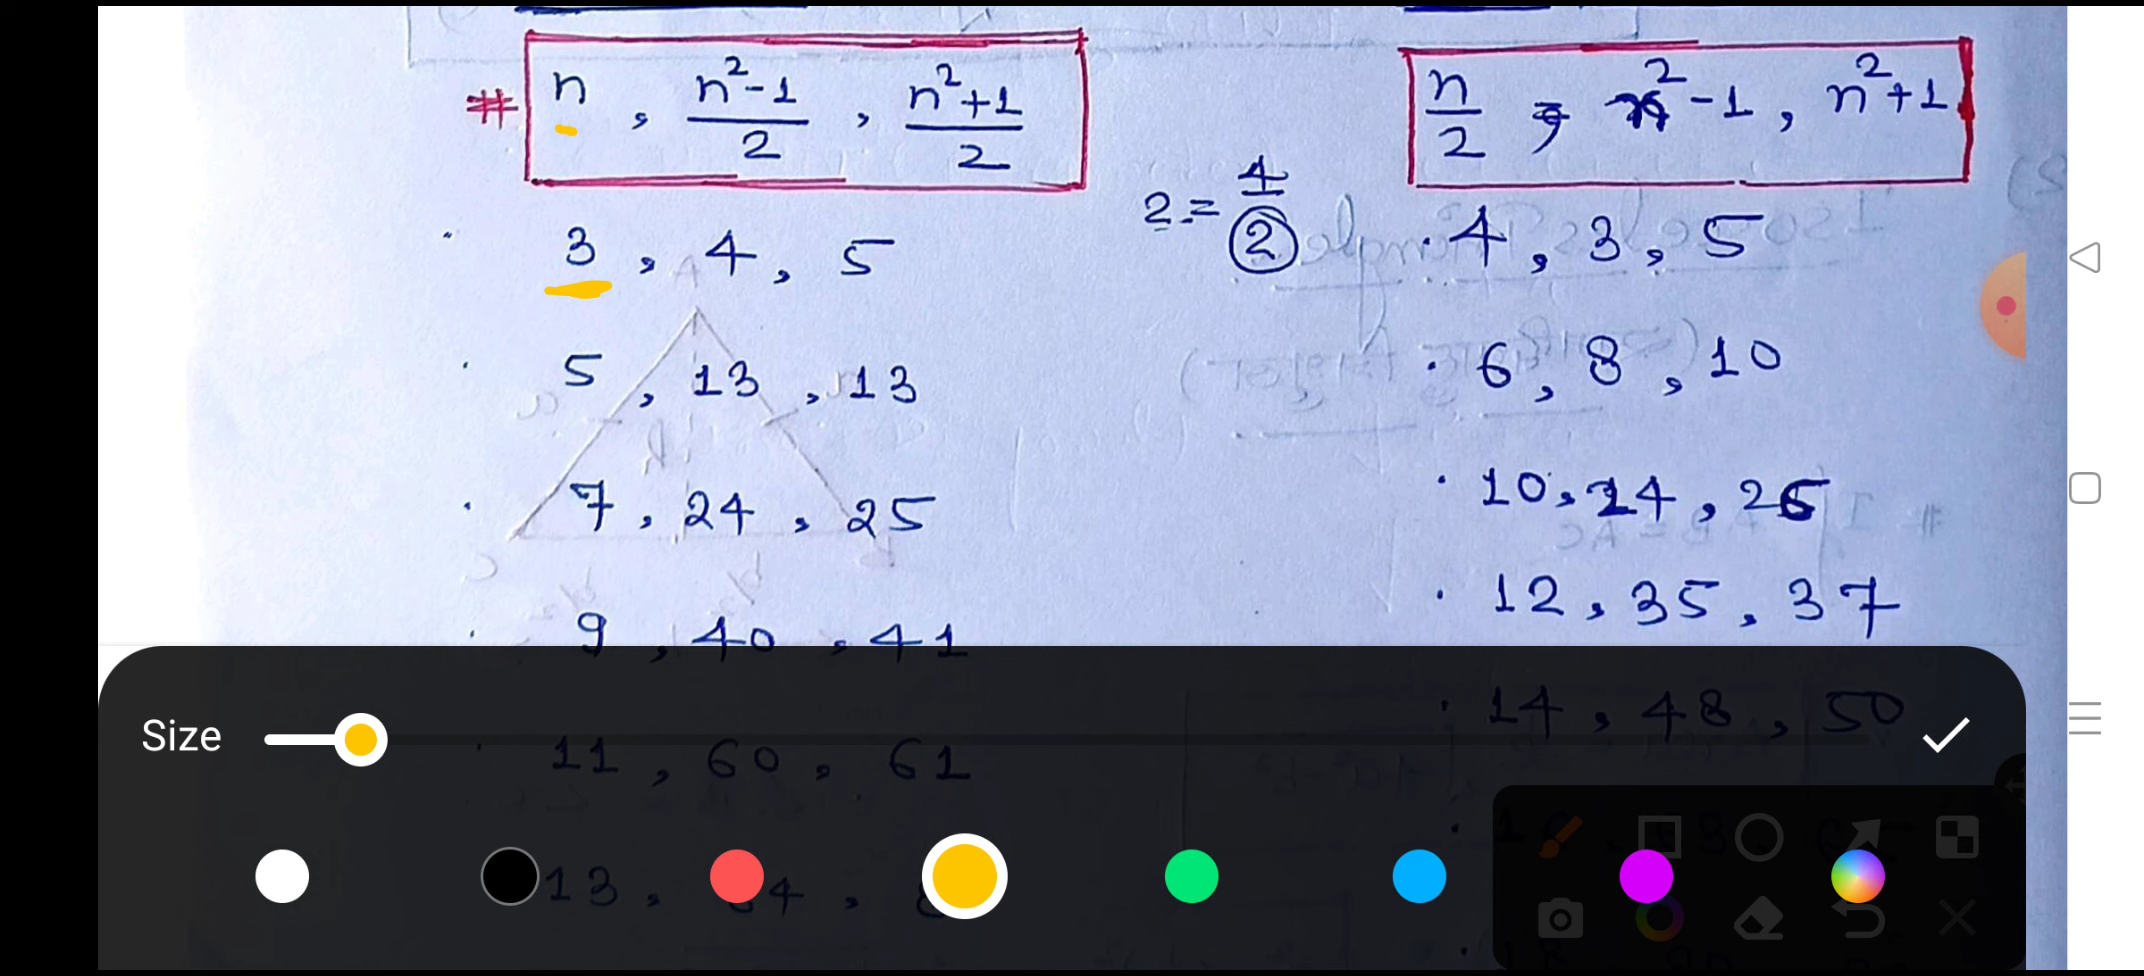 # n , n²-1/2 , n²+1/2
n/2 , n²-1 , n²+1
2 = 4/2
3 , 4 , 5
4 , 3 , 5
5 , 13 , 13
6 , 8 , 10
7 , 24 , 25
10 , 24 , 26
12 , 35 , 37
9 , 40 , 41
14 , 48 , 50
Size
11 , 60 , 61
13 ,